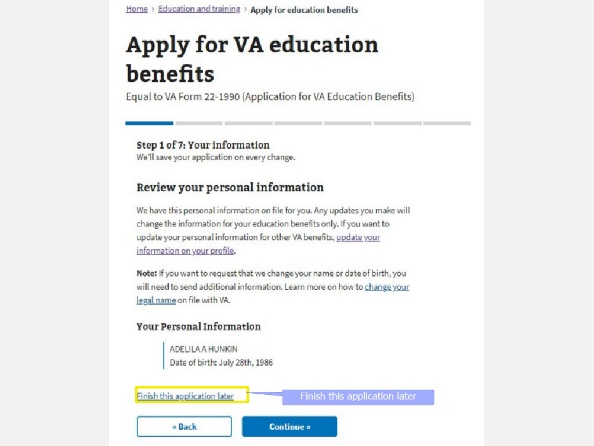 Home › Education and training › Apply for education benefits
Apply for VA education
benefits
Equal to VA Form 22-1990 (Application for VA Education Benefits)
Step 1 of 7: Your information
We'll save your application on every change.
Review your personal information
We have this personal information on file for you. Any updates you make will
change the information for your education benefits only. If you want to
update your personal information for other VA benefits, update your
information on your profile.
Note: If you want to request that we change your name or date of birth, you
will need to send additional information. Learn more on how to change your
legal name on file with VA.
Your Personal Information
ADELILA A HUNKIN
Date of birth: July 28th, 1986
Finish this application later
Finish this application later
« Back
Continue »